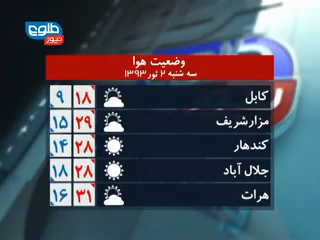 طلوع
نیوز
وضعیت هوا
سه شنبه ۲ ثور ۱۳۹۳
کابل ۱۸ ۹
مزارشریف ۲۹ ۱۵
کندهار ۲۸ ۱۴
جلال آباد ۲۸ ۱۸
هرات ۳۱ ۱۶